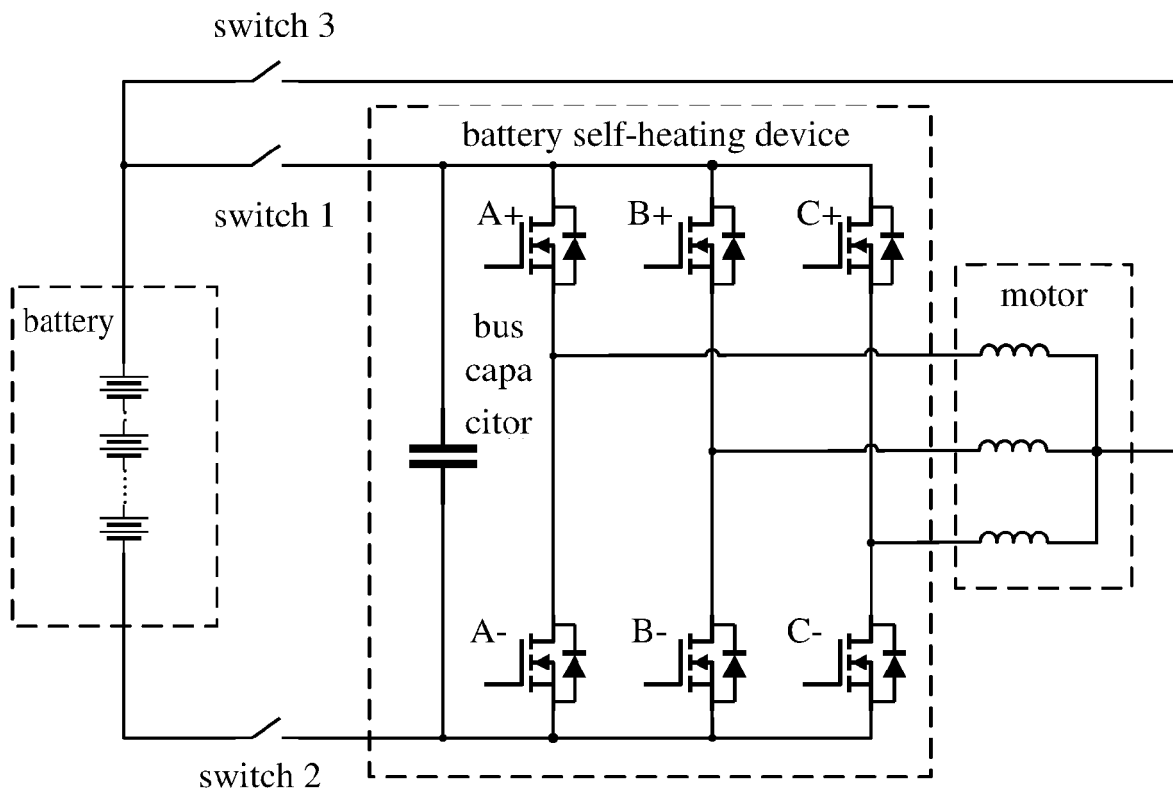 switch 3
battery self-heating device
switch 1
A+
B+
C+
motor
battery
bus
capa
citor
A-
B-
C-
switch 2